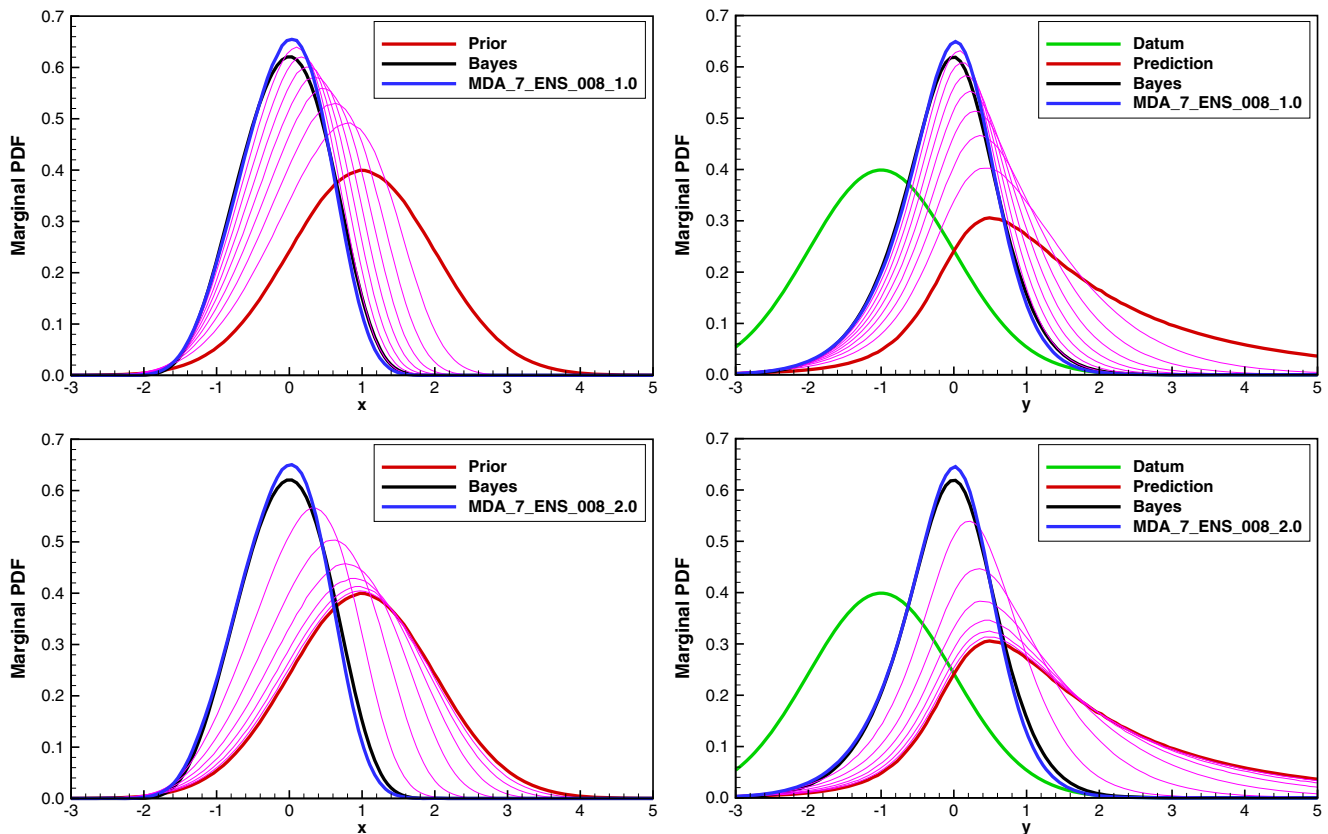 Marginal PDF
0.7
0.6
0.5
0.4
0.3
0.2
0.1
0.0
Prior
Bayes
MDA_7_ENS_008_1.0
-3 -2 -1 0 1 2 3 4 5
x
Marginal PDF
0.7
0.6
0.5
0.4
0.3
0.2
0.1
0.0
Datum
Prediction
Bayes
MDA_7_ENS_008_1.0
-3 -2 -1 0 1 2 3 4 5
y
Marginal PDF
0.7
0.6
0.5
0.4
0.3
0.2
0.1
0.0
Prior
Bayes
MDA_7_ENS_008_2.0
-3 -2 -1 0 1 2 3 4 5
x
Marginal PDF
0.7
0.6
0.5
0.4
0.3
0.2
0.1
0.0
Datum
Prediction
Bayes
MDA_7_ENS_008_2.0
-3 -2 -1 0 1 2 3 4 5
y